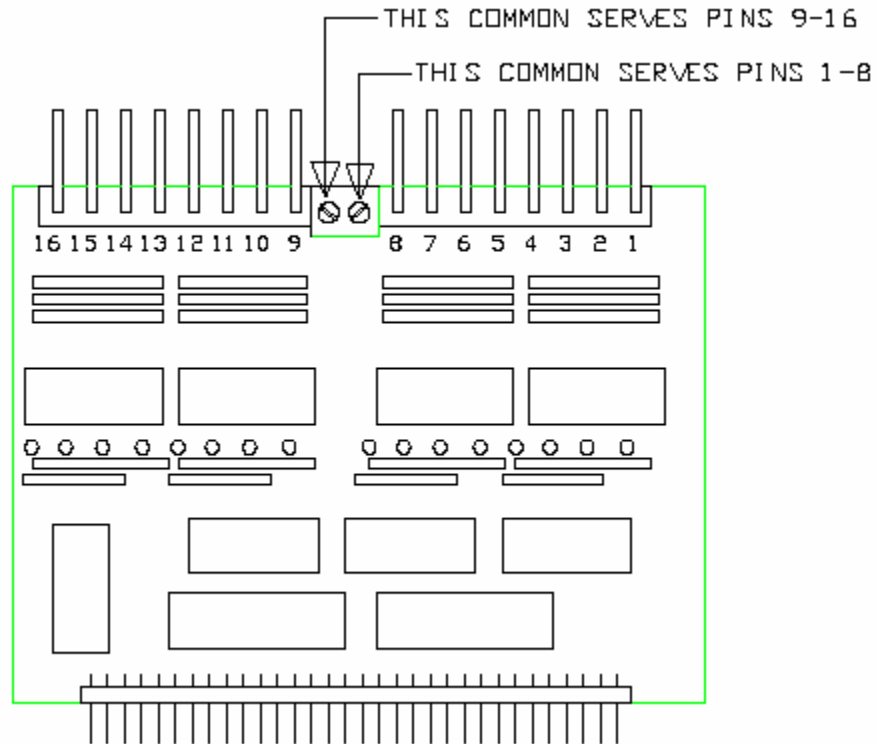 THIS COMMON SERVES PINS 9-16
THIS COMMON SERVES PINS 1-8
16 15 14 13 12 11 10 9 8 7 6 5 4 3 2 1